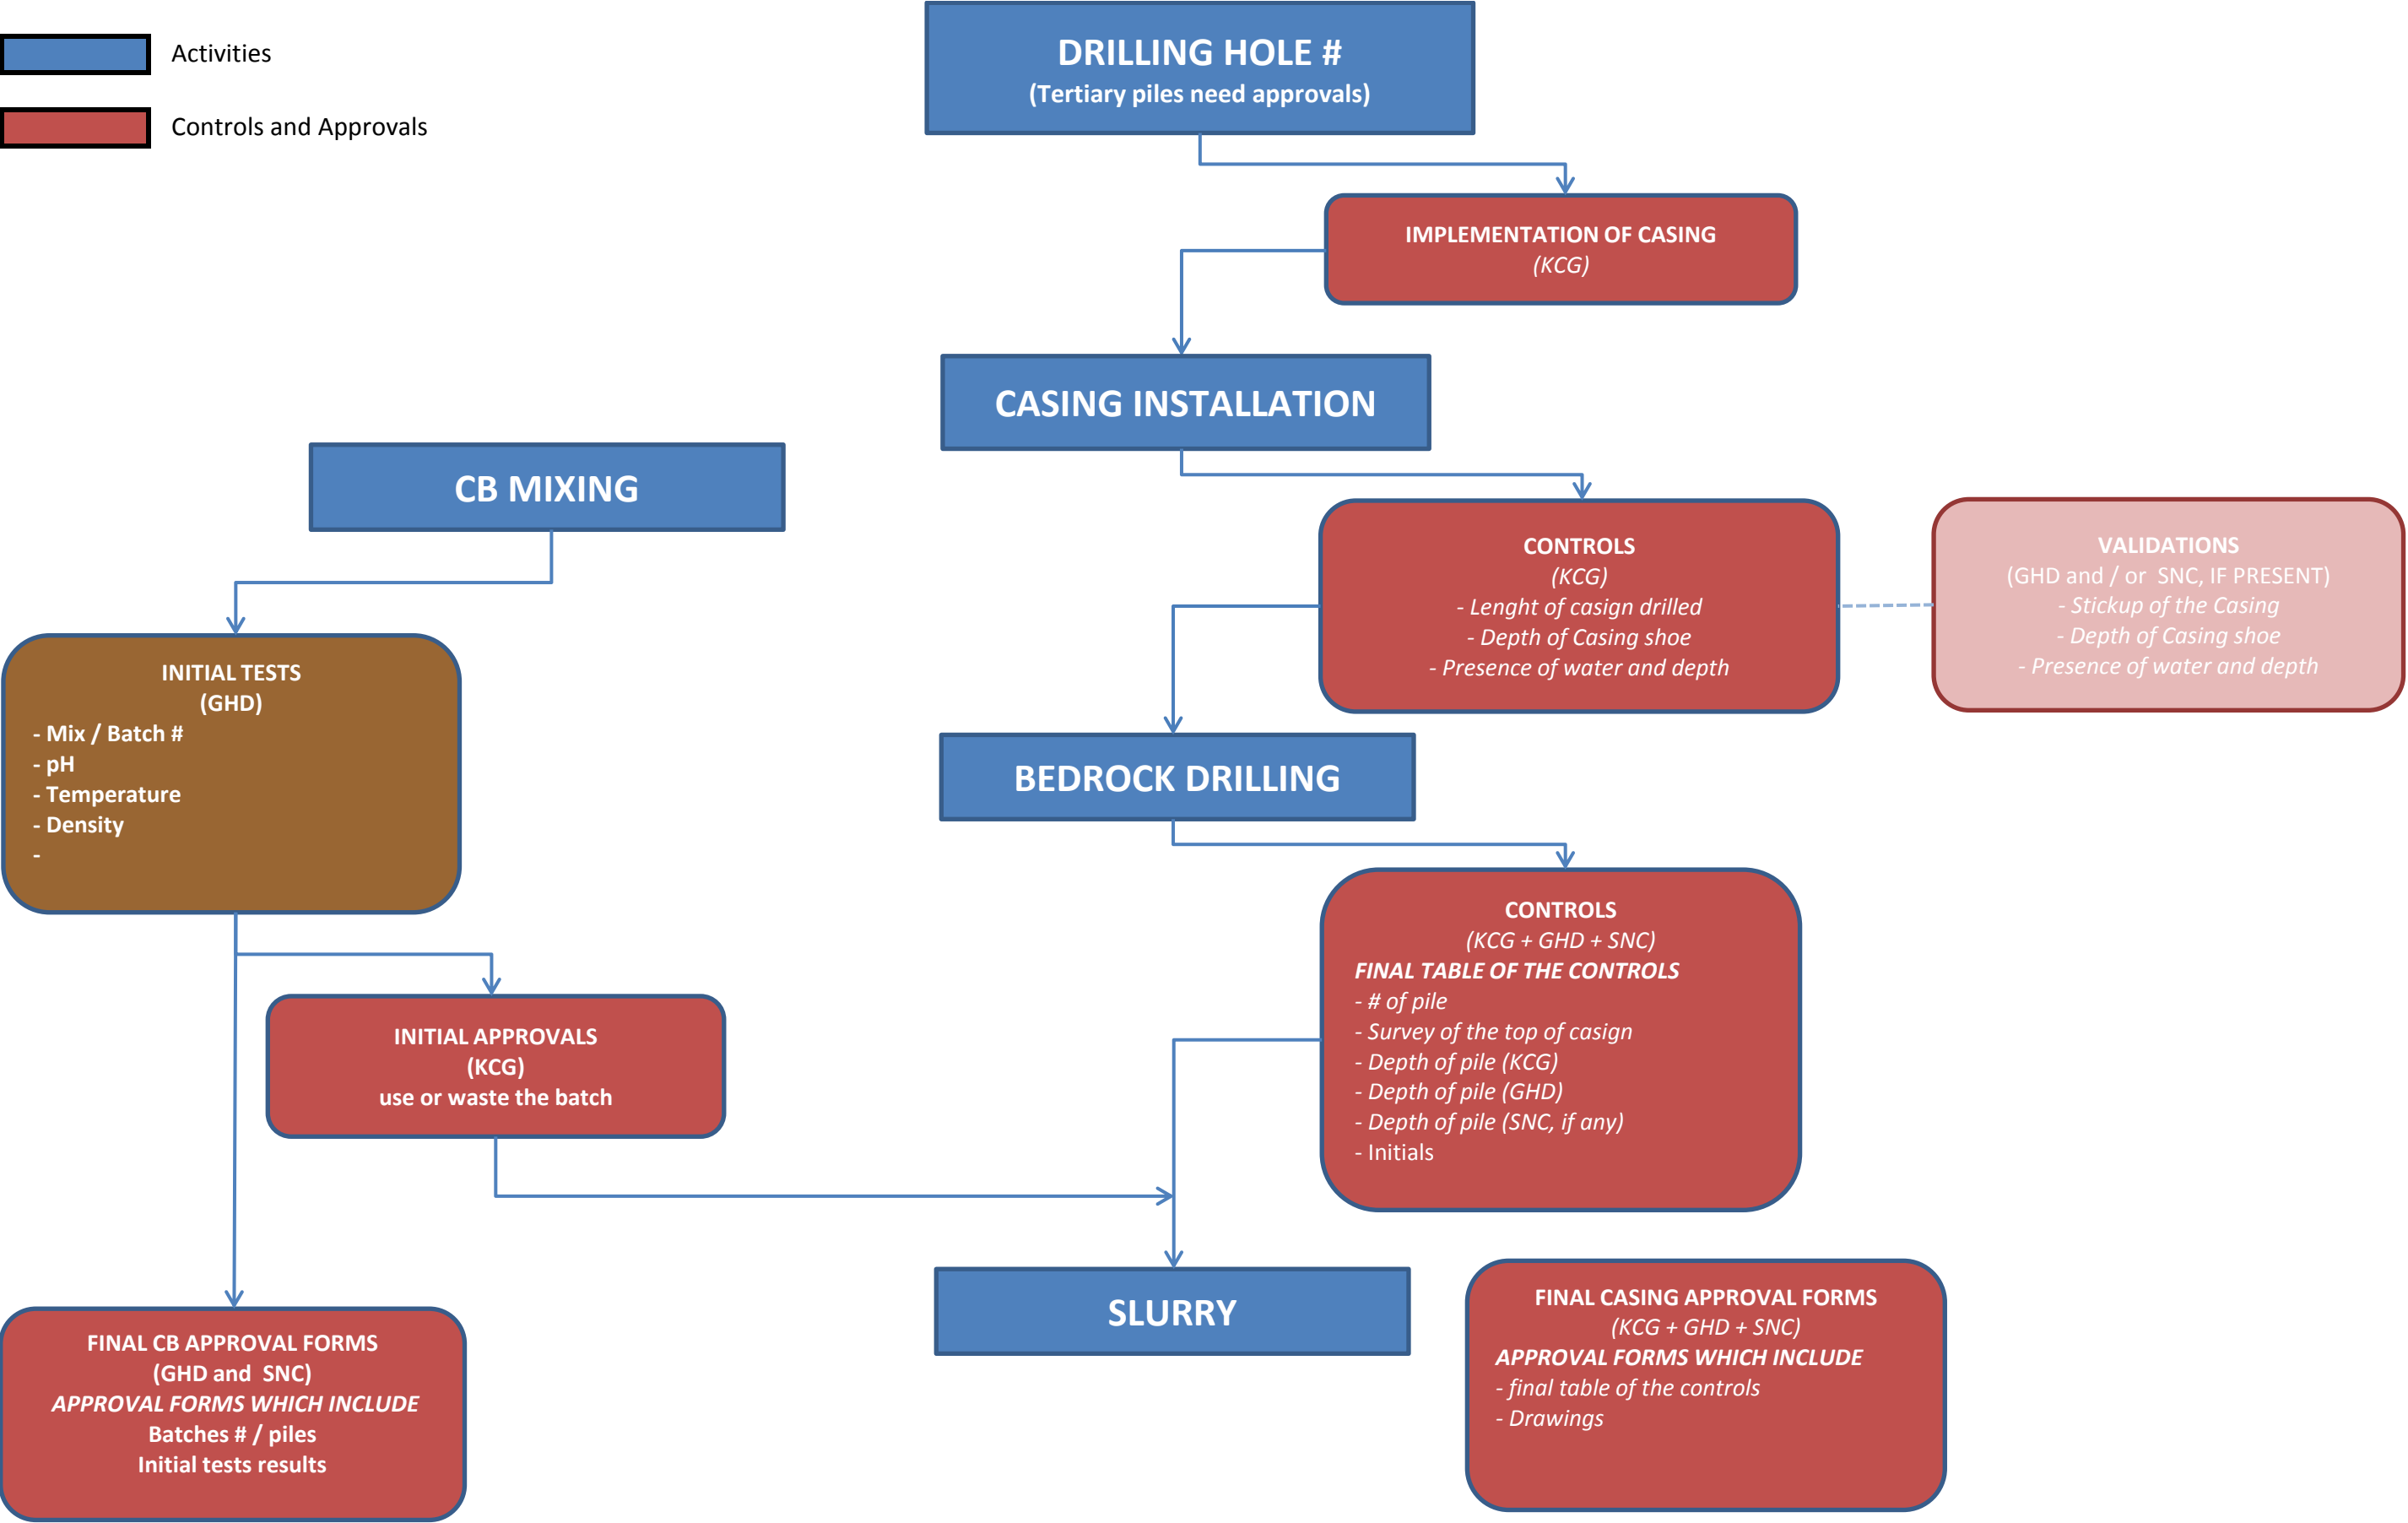 Activities
Controls and Approvals
DRILLING HOLE #
(Tertiary piles need approvals)
IMPLEMENTATION OF CASING
(KCG)
CASING INSTALLATION
CB MIXING
CONTROLS
(KCG)
- Lenght of casign drilled
- Depth of Casing shoe
- Presence of water and depth
VALIDATIONS
(GHD and / or SNC, IF PRESENT)
- Stickup of the Casing
- Depth of Casing shoe
- Presence of water and depth
INITIAL TESTS
(GHD)
- Mix / Batch #
- pH
- Temperature
- Density
-
BEDROCK DRILLING
CONTROLS
(KCG + GHD + SNC)
FINAL TABLE OF THE CONTROLS
- # of pile
- Survey of the top of casign
- Depth of pile (KCG)
- Depth of pile (GHD)
- Depth of pile (SNC, if any)
- Initials
INITIAL APPROVALS
(KCG)
use or waste the batch
SLURRY
FINAL CASING APPROVAL FORMS
(KCG + GHD + SNC)
APPROVAL FORMS WHICH INCLUDE
- final table of the controls
- Drawings
FINAL CB APPROVAL FORMS
(GHD and SNC)
APPROVAL FORMS WHICH INCLUDE
Batches # / piles
Initial tests results